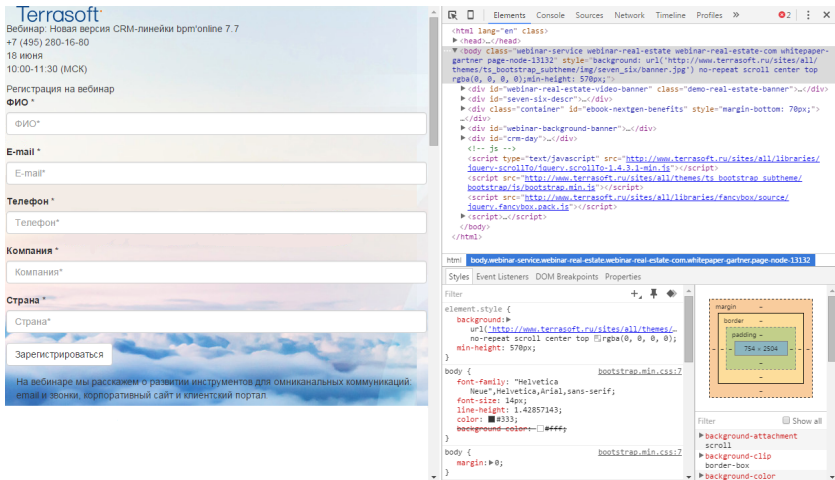 Terrasoft
Вебинар: Новая версия CRM-линейки bpm'online 7.7
+7 (495) 280-16-80
18 июня
10:00-11:30 (МСК)
Регистрация на вебинар
ФИО *
ФИО*
E-mail *
E-mail*
Телефон *
Телефон*
Компания *
Компания*
Страна *
Страна*
Зарегистрироваться
На вебинаре мы расскажем о развитии инструментов для омниканальных коммуникаций:
email и звонки, корпоративный сайт и клиентский портал.
Elements Console Sources Network Timeline Profiles » 2
<html lang="en" class>
<head>…</head>
<body class="webinar-service webinar-real-estate webinar-real-estate-com whitepaper-
gartner page-node-13132" style="background: url('http://www.terrasoft.ru/sites/all/
themes/ts_bootstrap_subtheme/img/seven_six/banner.jpg') no-repeat scroll center top
rgba(0, 0, 0, 0);min-height: 570px;">
<div id="webinar-real-estate-video-banner" class="demo-real-estate-banner">…</div>
<div id="seven-six-descr">…</div>
<div class="container" id="ebook-nextgen-benefits" style="margin-bottom: 70px;">
…</div>
<div id="webinar-background-banner">…</div>
<div id="crm-day">…</div>
<!-- js -->
<script type="text/javascript" src="http://www.terrasoft.ru/sites/all/libraries/
jquery-scrollTo/jquery.scrollTo-1.4.3.1-min.js"></script>
<script src="http://www.terrasoft.ru/sites/all/themes/ts_bootstrap_subtheme/
bootstrap/js/bootstrap.min.js"></script>
<script src="http://www.terrasoft.ru/sites/all/libraries/fancybox/source/
jquery.fancybox.pack.js"></script>
<script>…</script>
</body>
</html>
html body.webinar-service.webinar-real-estate.webinar-real-estate-com.whitepaper-gartner.page-node-13132
Styles Event Listeners DOM Breakpoints Properties
Filter
element.style {
background:
url('http://www.terrasoft.ru/sites/all/themes/…
no-repeat scroll center top rgba(0, 0, 0, 0);
min-height: 570px;
}
body { bootstrap.min.css:7
font-family: "Helvetica
Neue",Helvetica,Arial,sans-serif;
font-size: 14px;
line-height: 1.42857143;
color: #333;
background-color: #fff;
}
body { bootstrap.min.css:7
margin: 0;
}
margin –
border –
padding –
– – – 754 × 2504 – – –
–
–
–
Filter Show all
background-attachment
scroll
background-clip
border-box
background-color